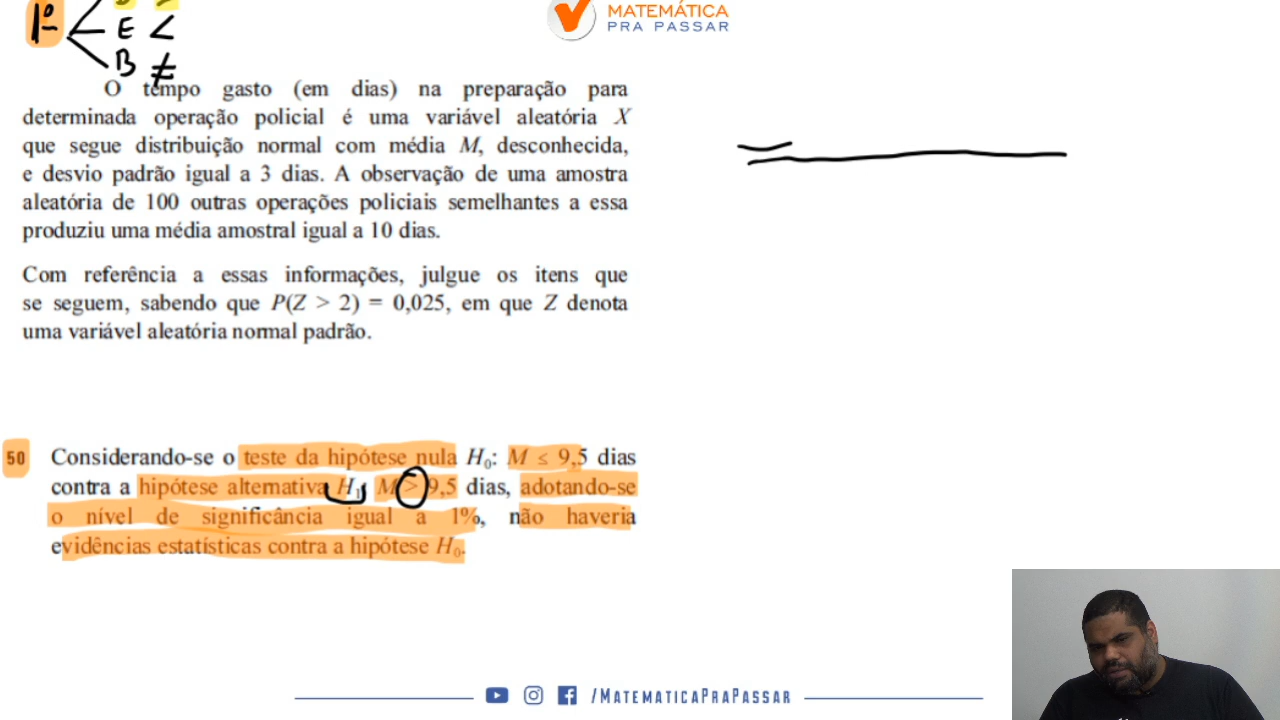 MATEMÁTICA
PRA PASSAR
1º
E <
B ≠
O tempo gasto (em dias) na preparação para
determinada operação policial é uma variável aleatória X
que segue distribuição normal com média M, desconhecida,
e desvio padrão igual a 3 dias. A observação de uma amostra
aleatória de 100 outras operações policiais semelhantes a essa
produziu uma média amostral igual a 10 dias.
Com referência a essas informações, julgue os itens que
se seguem, sabendo que P(Z > 2) = 0,025, em que Z denota
uma variável aleatória normal padrão.
50 Considerando-se o teste da hipótese nula H₀: M ≤ 9,5 dias
contra a hipótese alternativa H₁: M > 9,5 dias, adotando-se
o nível de significância igual a 1%, não haveria
evidências estatísticas contra a hipótese H₀.
/MATEMATICAPRAPASSAR